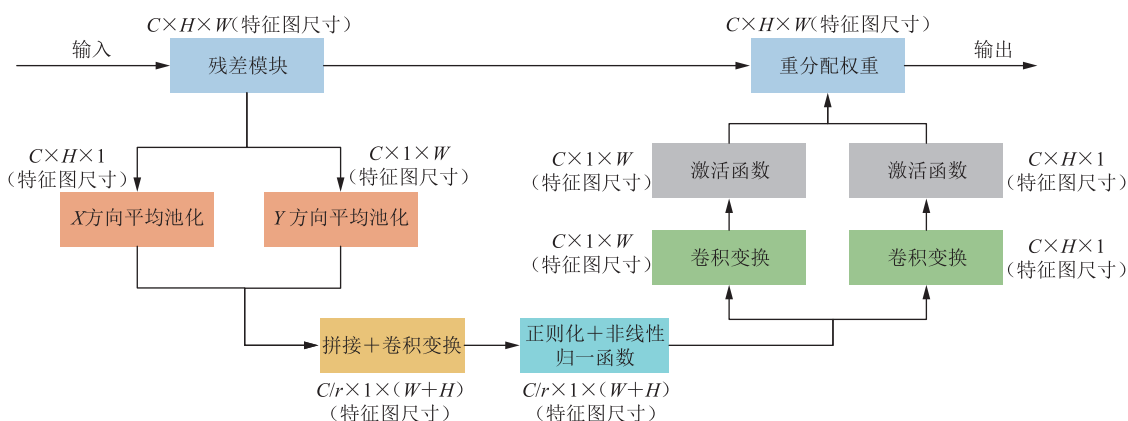 C×H×W(特征图尺寸)
C×H×W(特征图尺寸)
输入
残差模块
重分配权重
输出
C×H×1
(特征图尺寸)
C×1×W
(特征图尺寸)
X方向平均池化
Y方向平均池化
C×1×W
(特征图尺寸)
激活函数
激活函数
C×H×1
(特征图尺寸)
C×1×W
(特征图尺寸)
卷积变换
卷积变换
C×H×1
(特征图尺寸)
拼接+卷积变换
正则化+非线性
归一函数
C/r×1×(W+H)
(特征图尺寸)
C/r×1×(W+H)
(特征图尺寸)